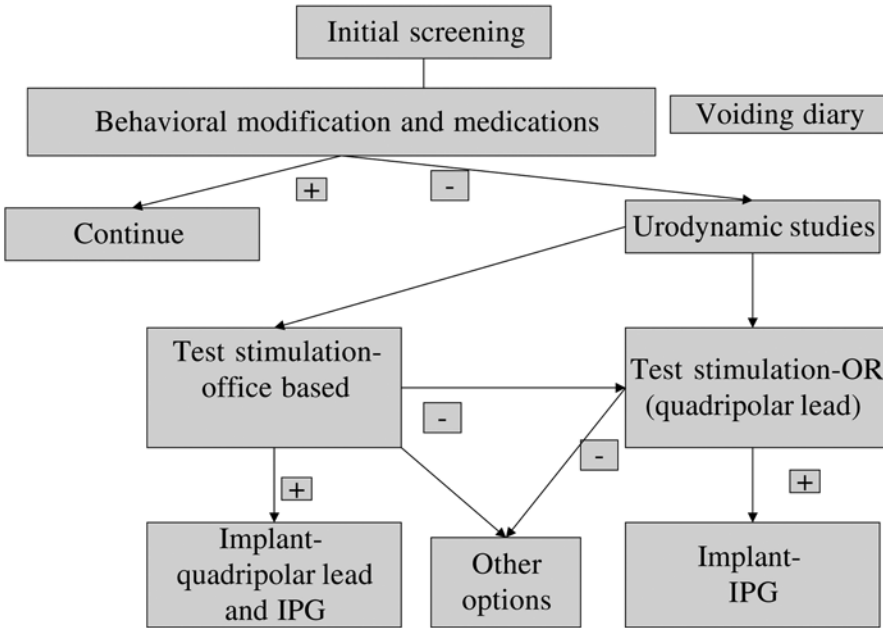 Initial screening
Behavioral modification and medications
Voiding diary
+
-
Continue
Urodynamic studies
Test stimulation-
office based
Test stimulation-OR
(quadripolar lead)
-
-
+
+
Implant-
quadripolar lead
and IPG
Other
options
Implant-
IPG